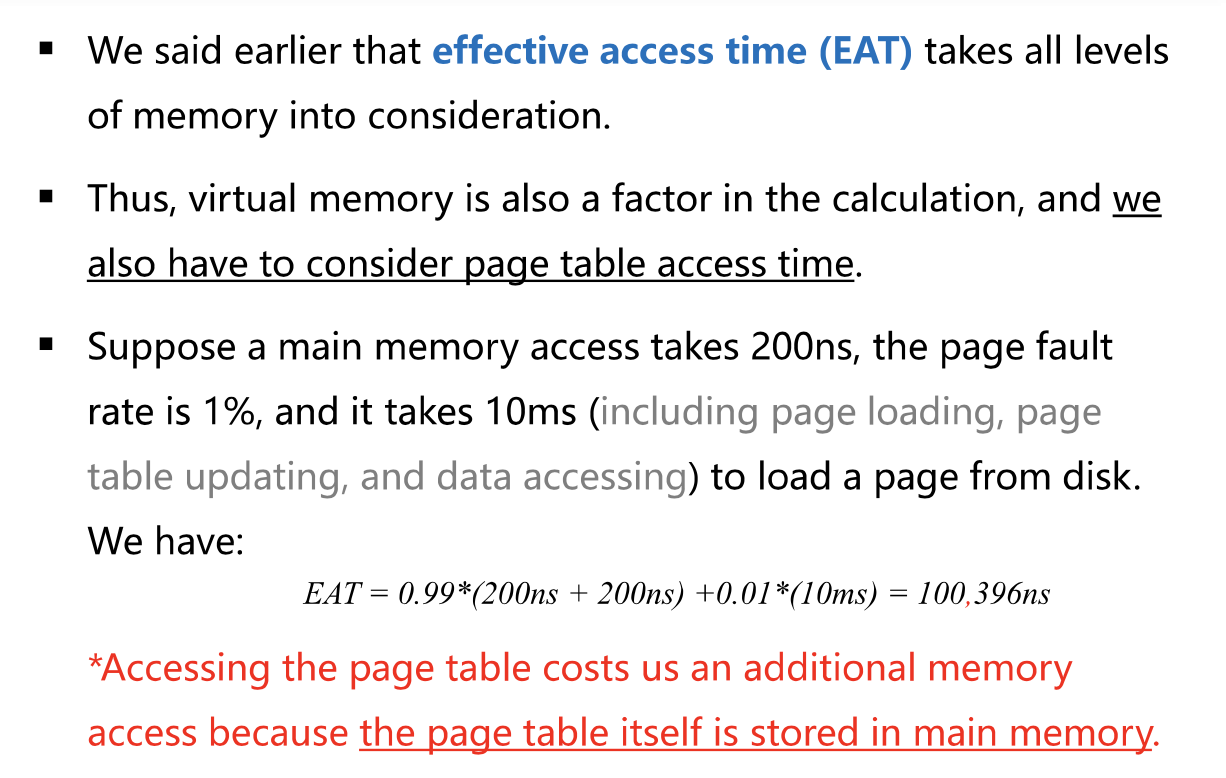 ▪ We said earlier that effective access time (EAT) takes all levels
of memory into consideration.
▪ Thus, virtual memory is also a factor in the calculation, and we
also have to consider page table access time.
▪ Suppose a main memory access takes 200ns, the page fault
rate is 1%, and it takes 10ms (including page loading, page
table updating, and data accessing) to load a page from disk.
We have:
EAT = 0.99*(200ns + 200ns) +0.01*(10ms) = 100,396ns
*Accessing the page table costs us an additional memory
access because the page table itself is stored in main memory.